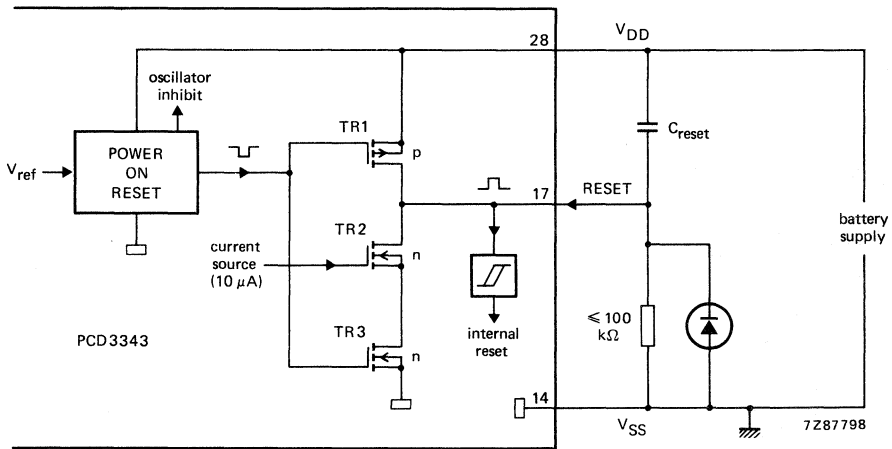 28
V_DD
oscillator
inhibit
TR1
p
C_reset
POWER
ON
RESET
V_ref
17
RESET
TR2
n
current
source
(10 μA)
battery
supply
TR3
n
internal
reset
≤ 100
kΩ
PCD3343
14
V_SS
7Z87798